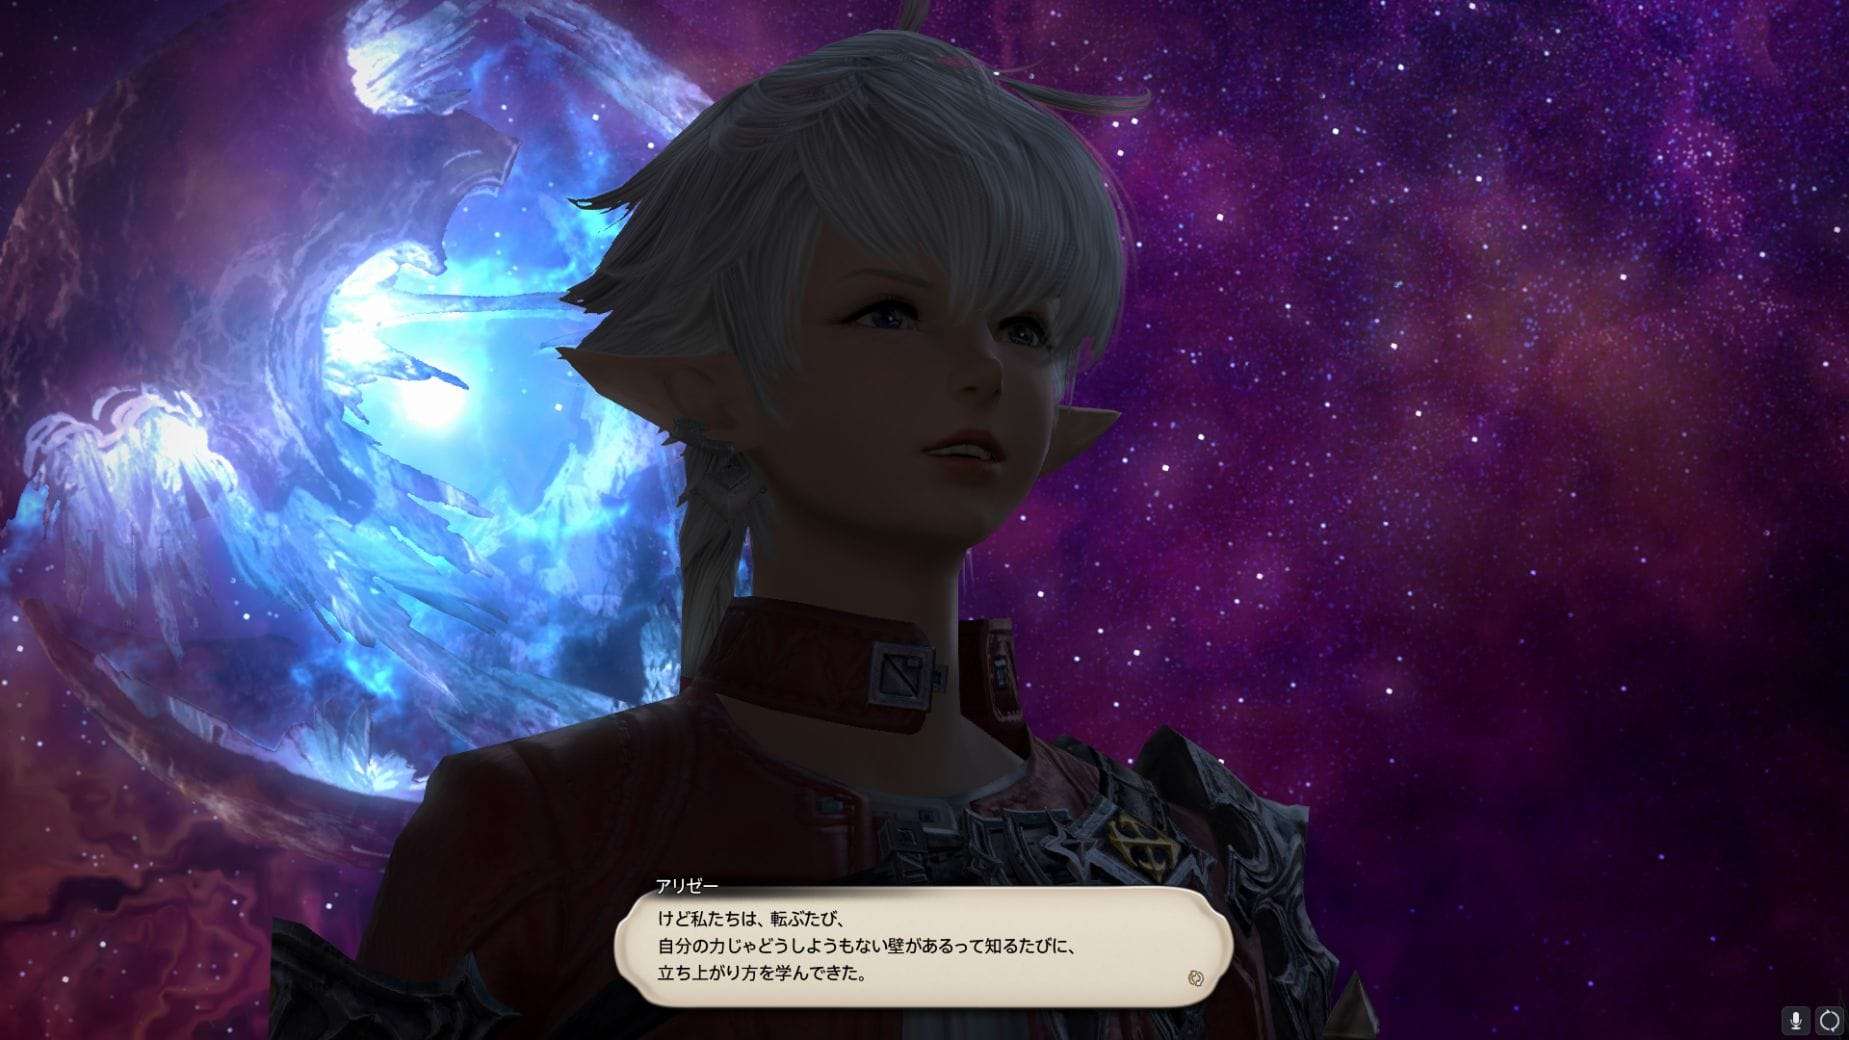 アリゼー
けど私たちは、転ぶたび、
自分の力じゃどうしようもない壁があるって知るたびに、
立ち上がり方を学んできた。